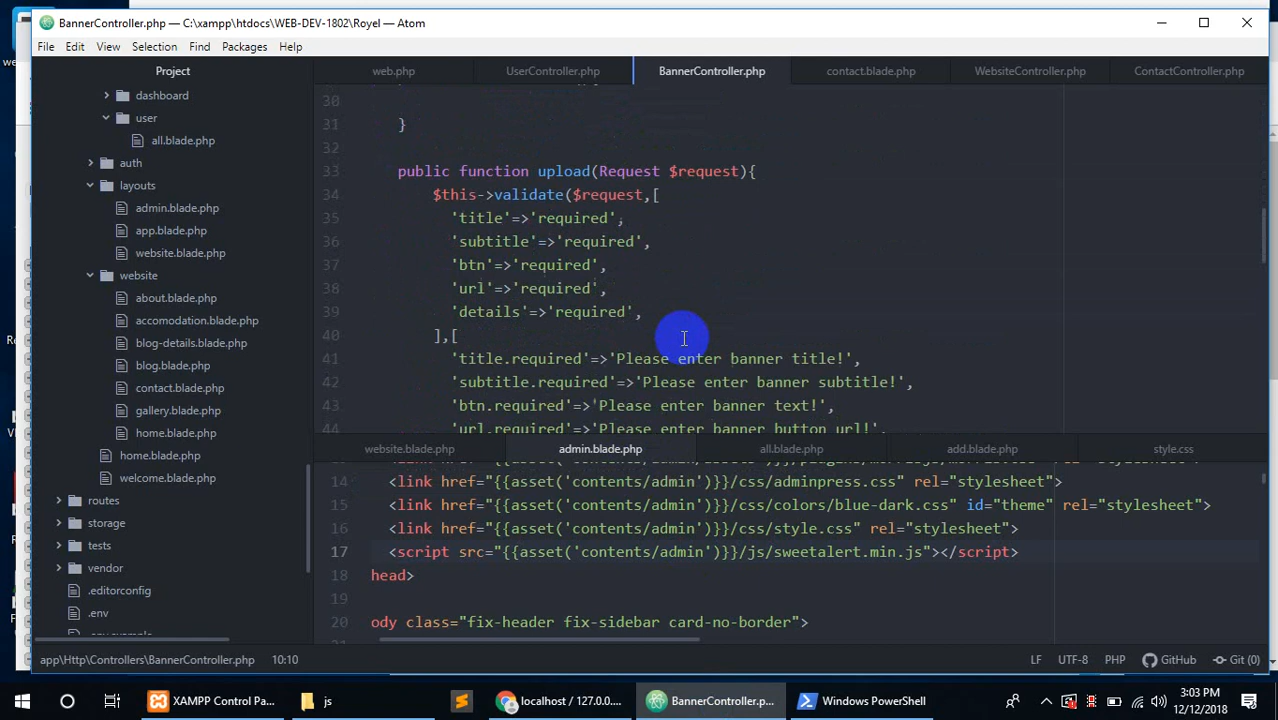 BannerController.php — C:\xampp\htdocs\WEB-DEV-1802\Royel — Atom
File Edit View Selection Find Packages Help
Project
web.php UserController.php BannerController.php contact.blade.php WebsiteController.php ContactController.php
dashboard
user
all.blade.php
auth
layouts
admin.blade.php
app.blade.php
website.blade.php
website
about.blade.php
accomodation.blade.php
blog-details.blade.php
blog.blade.php
contact.blade.php
gallery.blade.php
home.blade.php
home.blade.php
welcome.blade.php
routes
storage
tests
vendor
.editorconfig
.env
30
31 }
32
33 public function upload(Request $request){
34 $this->validate($request,[
35 'title'=>'required',
36 'subtitle'=>'required',
37 'btn'=>'required',
38 'url'=>'required',
39 'details'=>'required',
40 ],[
41 'title.required'=>'Please enter banner title!',
42 'subtitle.required'=>'Please enter banner subtitle!',
43 'btn.required'=>'Please enter banner text!',
44 'url.required'=>'Please enter banner button url!',
website.blade.php admin.blade.php all.blade.php add.blade.php style.css
14 <link href="{{asset('contents/admin')}}/css/adminpress.css" rel="stylesheet">
15 <link href="{{asset('contents/admin')}}/css/colors/blue-dark.css" id="theme" rel="stylesheet">
16 <link href="{{asset('contents/admin')}}/css/style.css" rel="stylesheet">
17 <script src="{{asset('contents/admin')}}/js/sweetalert.min.js"></script>
18 head>
19
20 ody class="fix-header fix-sidebar card-no-border">
app\Http\Controllers\BannerController.php 10:10 LF UTF-8 PHP GitHub Git (0)
XAMPP Control Pa... js localhost / 127.0.0.... BannerController.p... Windows PowerShell
3:03 PM
12/12/2018